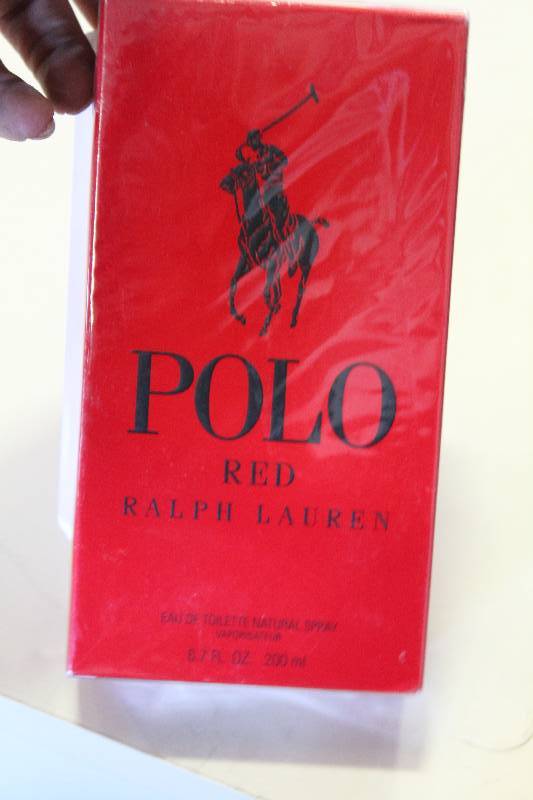 POLO
RED
RALPH LAUREN
EAU DE TOILETTE NATURAL SPRAY
VAPORISATEUR
6.7 FL. OZ. 200 ml